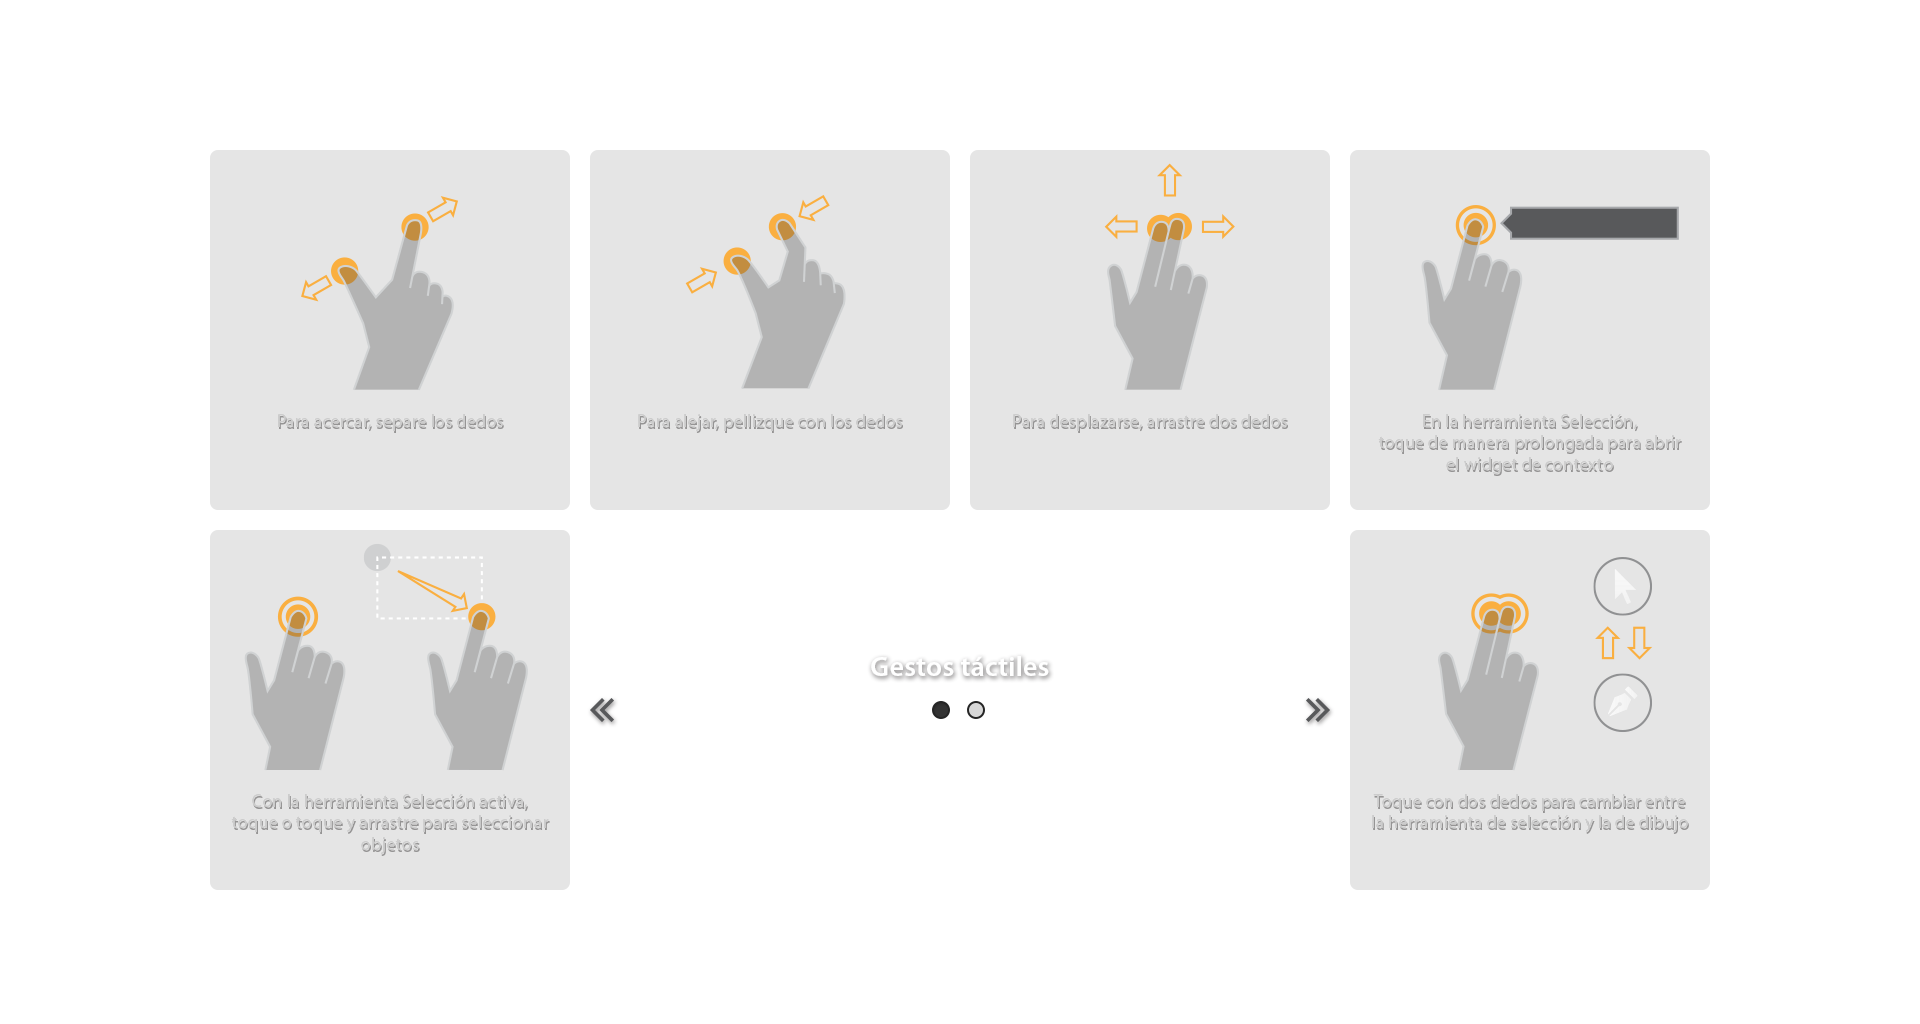 Para acercar, separe los dedos
Para alejar, pellizque con los dedos
Para desplazarse, arrastre dos dedos
En la herramienta Selección,
toque de manera prolongada para abrir
el widget de contexto
Con la herramienta Selección activa,
toque o toque y arrastre para seleccionar
objetos
Gestos táctiles
Toque con dos dedos para cambiar entre
la herramienta de selección y la de dibujo